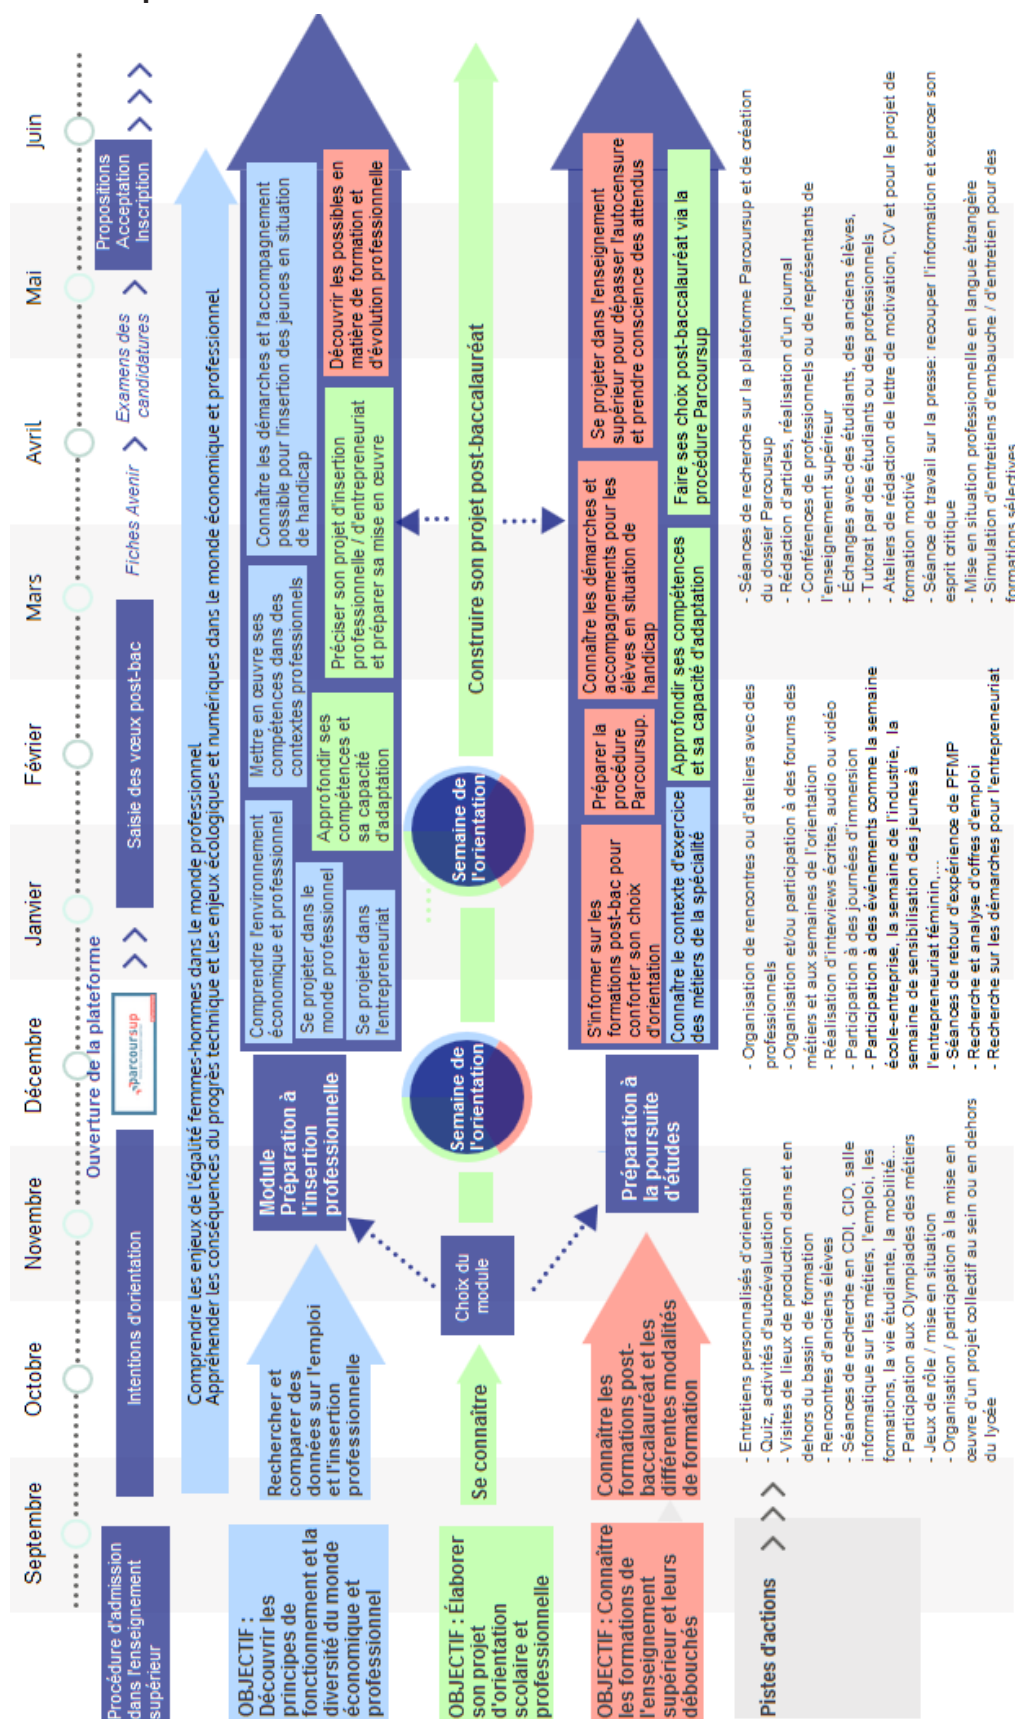 Septembre
Octobre
Novembre
Décembre
Janvier
Février
Mars
Avril
Mai
Juin
Procédure d'admission
dans l'enseignement
supérieur
Intentions d'orientation
Ouverture de la plateforme
Parcoursup
Saisie des vœux post-bac
Fiches Avenir
Examens des
candidatures
Propositions
Acceptation
Inscription
Comprendre les enjeux de l'égalité femmes-hommes dans le monde professionnel
Appréhender les conséquences du progrès technique et les enjeux écologiques et numériques dans le monde économique et professionnel
OBJECTIF :
Découvrir les
principes de
fonctionnement et la
diversité du monde
économique et
professionnel
Rechercher et
comparer des
données sur l'emploi
et l'insertion
professionnelle
Module
Préparation à
l'insertion
professionnelle
Comprendre l'environnement
économique et professionnel
Se projeter dans le
monde professionnel
Se projeter dans
l'entrepreneuriat
Mettre en œuvre ses
compétences dans des
contextes professionnels
Approfondir ses
compétences et
sa capacité
d'adaptation
Connaître les démarches et l'accompagnement
possible pour l'insertion des jeunes en situation
de handicap
Préciser son projet d'insertion
professionnelle / d'entrepreneuriat
et préparer sa mise en œuvre
Découvrir les possibles en
matière de formation et
d'évolution professionnelle
OBJECTIF : Élaborer
son projet
d'orientation
scolaire et
professionnelle
Se connaître
Choix du
module
Semaine de
l'orientation
Semaine de
l'orientation
Construire son projet post-baccalauréat
OBJECTIF : Connaître
les formations de
l'enseignement
supérieur et leurs
débouchés
Connaître les
formations post-
baccalauréat et les
différentes modalités
de formation
Préparation à
la poursuite
d'études
S'informer sur les
formations post-bac pour
conforter son choix
d'orientation
Connaître le contexte d'exercice
des métiers de la spécialité
Préparer la
procédure
Parcoursup.
Connaître les démarches et
accompagnements pour les
élèves en situation de
handicap
Approfondir ses compétences
et sa capacité d'adaptation
Se projeter dans l'enseignement
supérieur pour dépasser l'autocensure
et prendre conscience des attendus
Faire ses choix post-baccalauréat via la
procédure Parcoursup
Pistes d'actions
- Entretiens personnalisés d'orientation
- Quiz, activités d'autoévaluation
- Visites de lieux de production dans et en
dehors du bassin de formation
- Rencontres d'anciens élèves
- Séances de recherche en CDI, CIO, salle
informatique sur les métiers, l'emploi, les
formations, la vie étudiante, la mobilité...
- Participation aux Olympiades des métiers
- Jeux de rôle / mise en situation
- Organisation / participation à la mise en
œuvre d'un projet collectif au sein ou en dehors
du lycée
- Organisation de rencontres ou d'ateliers avec des
professionnels
- Organisation et/ou participation à des forums des
métiers et aux semaines de l'orientation
- Réalisation d'interviews écrites, audio ou vidéo
- Participation à des journées d'immersion
- Participation à des événements comme la semaine
école-entreprise, la semaine de l'industrie, la
semaine de sensibilisation des jeunes à
l'entrepreneuriat féminin,...
- Séances de retour d'expérience de PFMP
- Recherche et analyse d'offres d'emploi
- Recherche sur les démarches pour l'entrepreneuriat
- Séances de recherche sur la plateforme Parcoursup et de création
du dossier Parcoursup
- Rédaction d'articles, réalisation d'un journal
- Conférences de professionnels ou de représentants de
l'enseignement supérieur
- Échanges avec des étudiants, des anciens élèves,
- Tutorat par des étudiants ou des professionnels
- Ateliers de rédaction de lettre de motivation, CV et pour le projet de
formation motivé
- Séance de travail sur la presse: recouper l'information et exercer son
esprit critique
- Mise en situation professionnelle en langue étrangère
- Simulation d'entretiens d'embauche / d'entretien pour des
formations sélectives